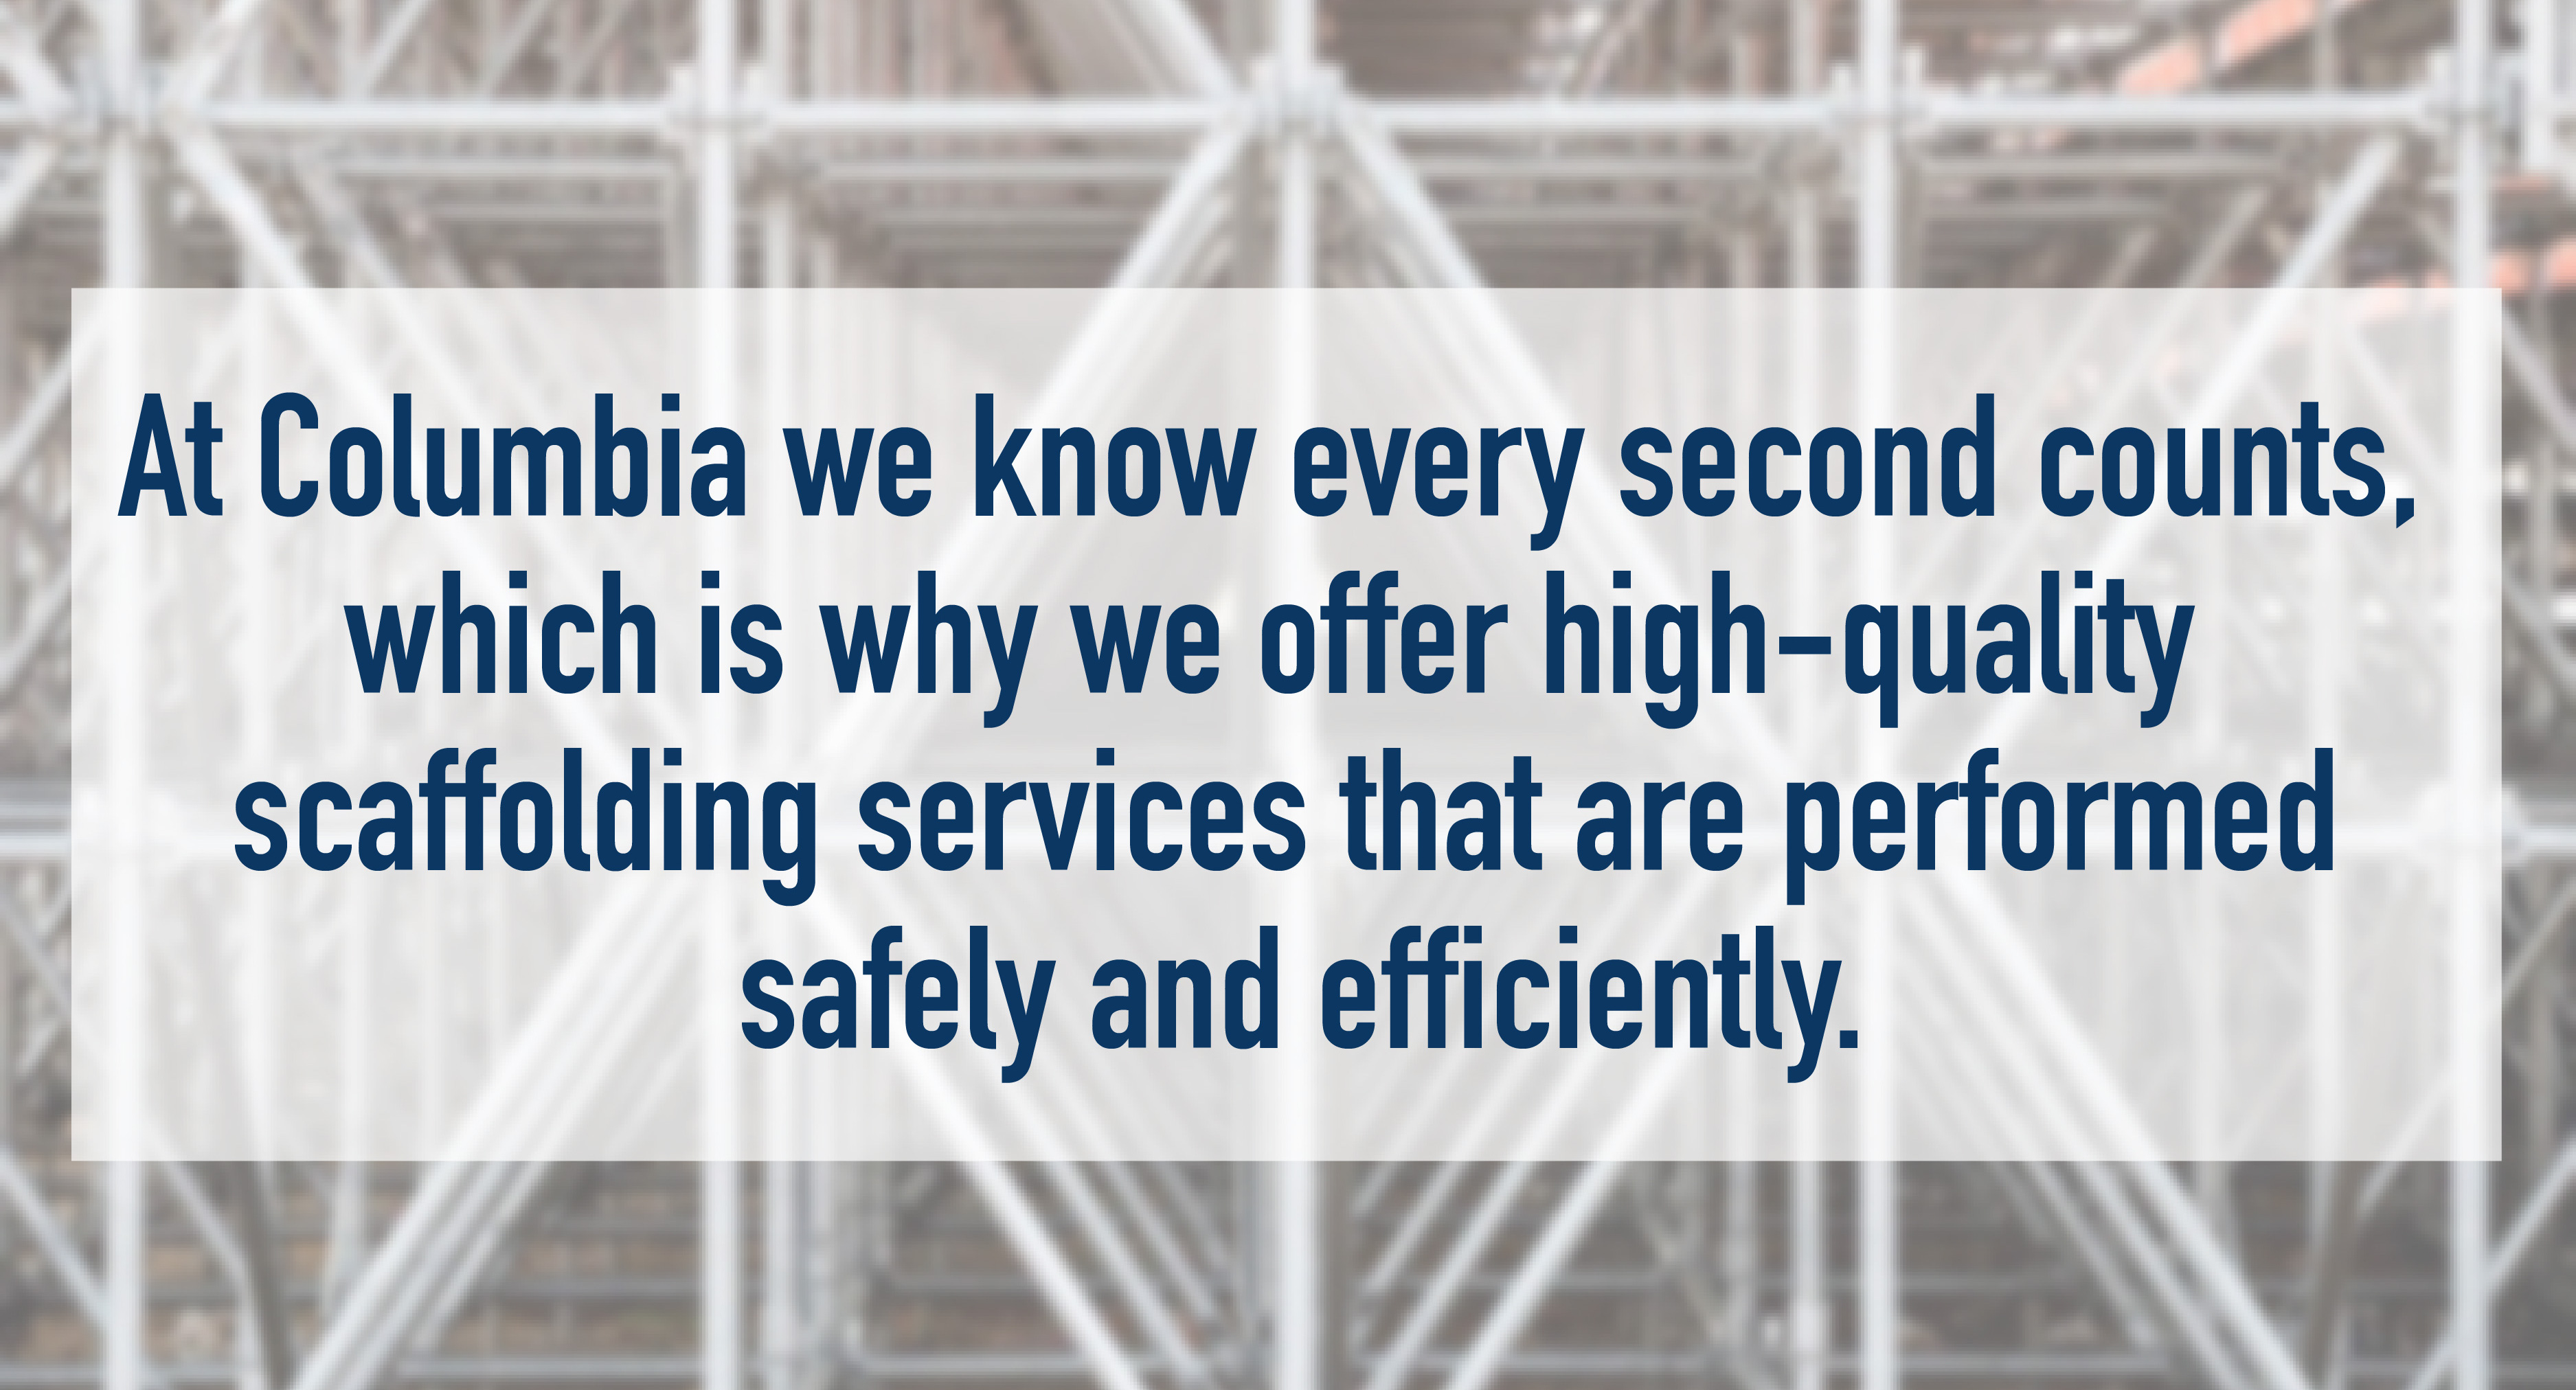 At Columbia we know every second counts,
which is why we offer high-quality
scaffolding services that are performed
safely and efficiently.